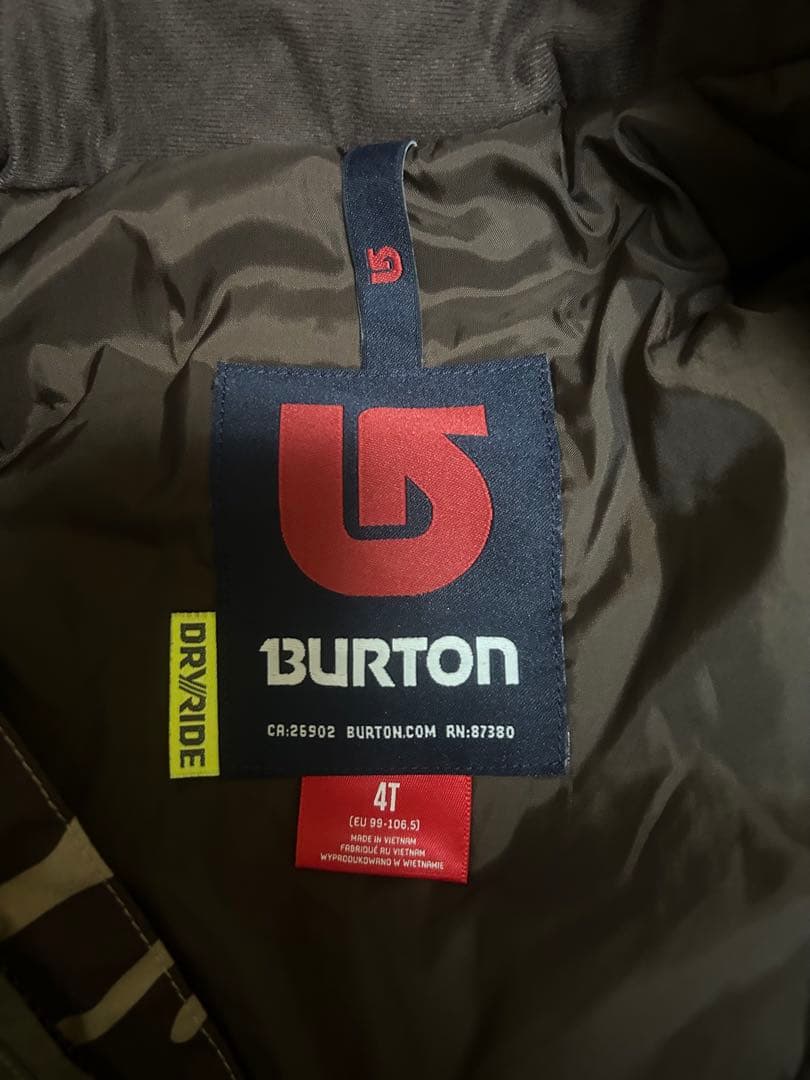 BURTON
CA:26902 BURTON.COM RN:87380
DRY//RIDE
4T
(EU 99-106,5)
MADE IN VIETNAM
FABRIQUÉ AU VIETNAM
WYPRODUKOWANO W WIETNAMIE